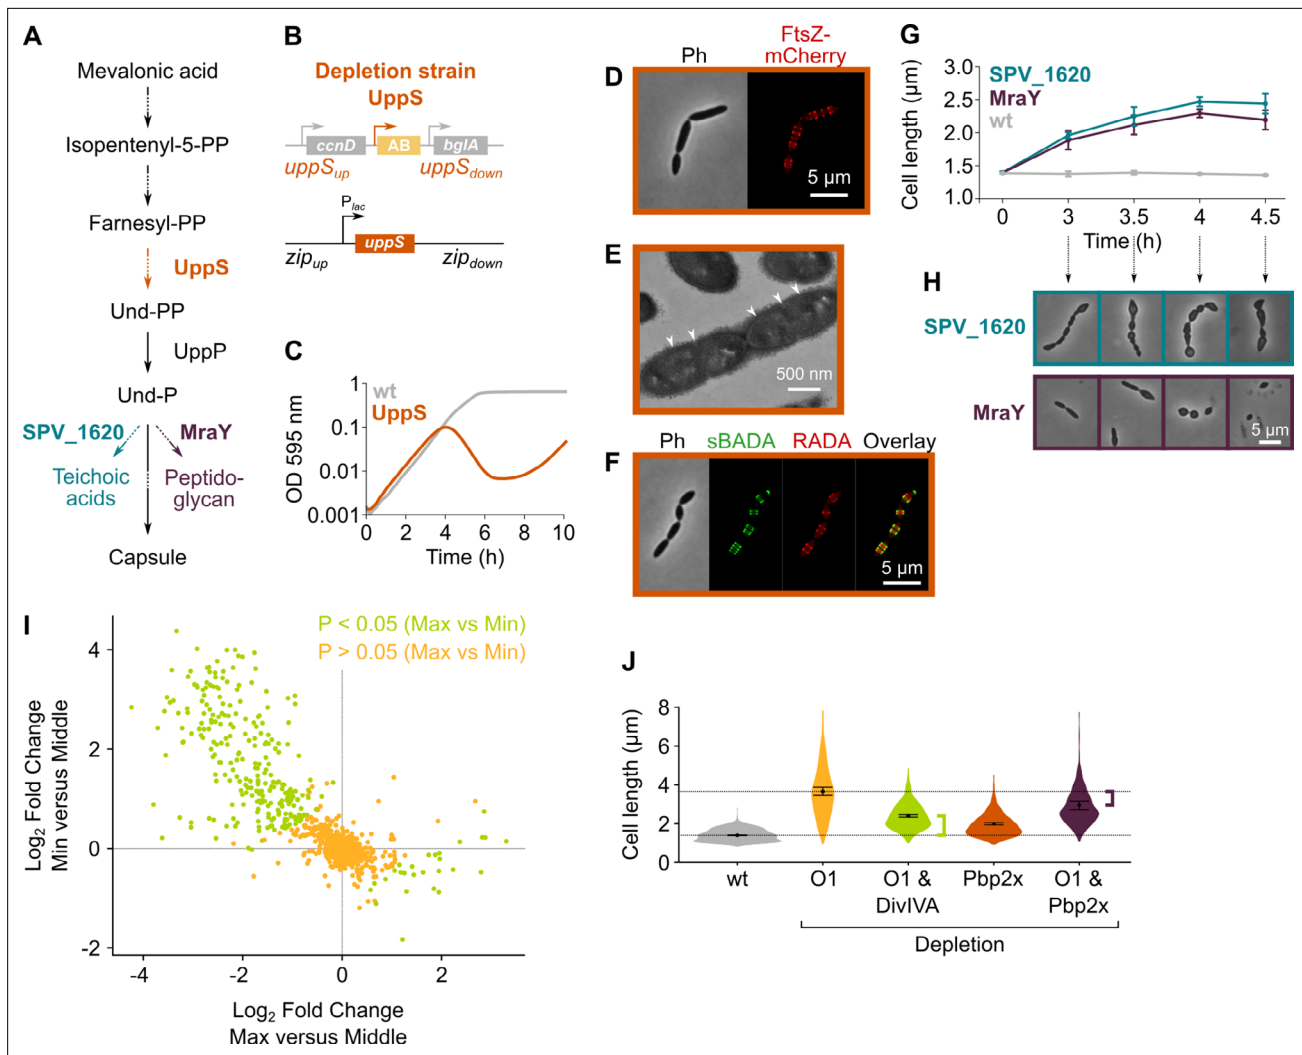 A
Mevalonic acid
Isopentenyl-5-PP
Farnesyl-PP
UppS
Und-PP
UppP
Und-P
SPV_1620
MraY
Teichoic
acids
Peptido-
glycan
Capsule
B
Depletion strain
UppS
ccnD
AB
bglA
uppS_up
uppS_down
P_lac
uppS
zip_up
zip_down
C
OD 595 nm
1
0.1
0.01
0.001
wt
UppS
0 2 4 6 8 10
Time (h)
D
Ph
FtsZ-
mCherry
5 µm
E
500 nm
F
Ph sBADA RADA Overlay
5 µm
G
SPV_1620
MraY
wt
Cell length (µm)
3.0
2.5
2.0
1.5
1.0
0 3 3.5 4 4.5
Time (h)
H
SPV_1620
MraY
5 µm
I
P < 0.05 (Max vs Min)
P > 0.05 (Max vs Min)
Log₂ Fold Change
Min versus Middle
4
2
0
-2
-4 -2 0 2
Log₂ Fold Change
Max versus Middle
J
Cell length (µm)
8
6
4
2
0
wt
O1
O1 &
DivIVA
Pbp2x
O1 &
Pbp2x
Depletion